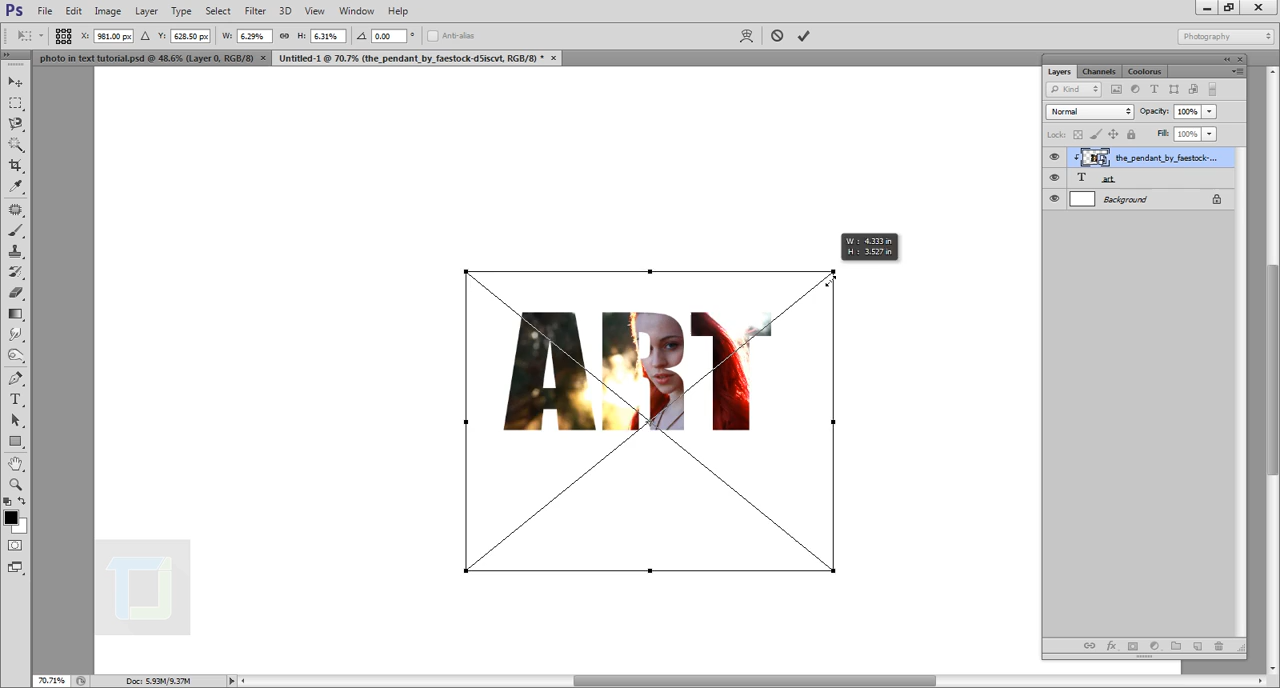 Ps File Edit Image Layer Type Select Filter 3D View Window Help
X: 981.00 px Y: 628.50 px W: 6.29% H: 6.31% 0.00 ° Anti-alias Photography
photo in text tutorial.psd @ 48.6% (Layer 0, RGB/8) × Untitled-1 @ 70.7% (the_pendant_by_faestock-d5iscvt, RGB/8) * ×
Layers Channels Coolorus
Kind
Normal Opacity: 100%
Lock: Fill: 100%
the_pendant_by_faestock-...
T art
Background
W : 4.333 in
H : 3.527 in
ART
fx
70.71% Doc: 5.93M/9.37M